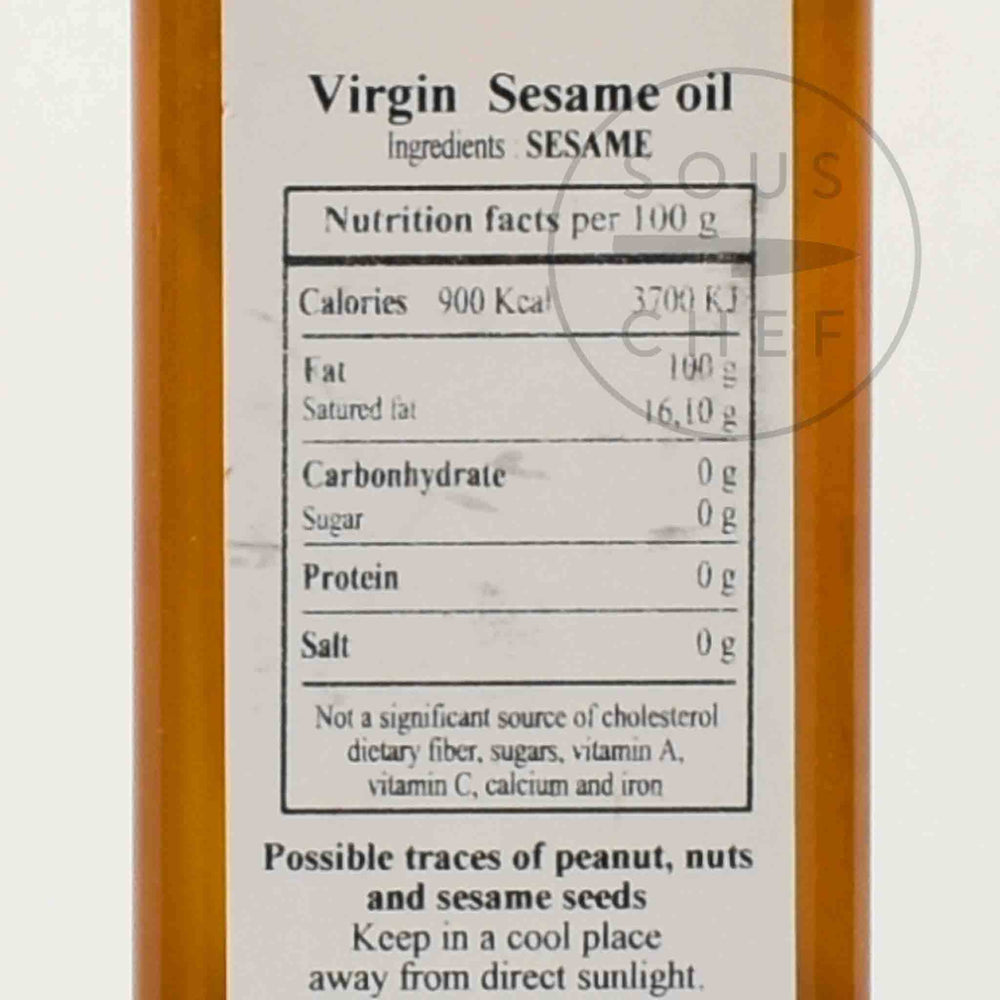 Virgin Sesame oil
Ingredients : SESAME
SOUS
CHEF
Nutrition facts per 100 g
Calories 900 Kcal 3700 KJ
Fat 100 g
Satured fat 16,10 g
Carbonhydrate 0 g
Sugar 0 g
Protein 0 g
Salt 0 g
Not a significant source of cholesterol
dietary fiber, sugars, vitamin A,
vitamin C, calcium and iron
Possible traces of peanut, nuts
and sesame seeds
Keep in a cool place
away from direct sunlight.